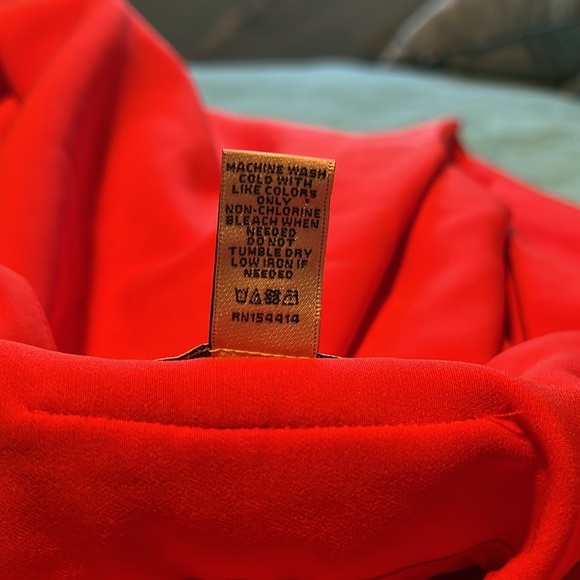 MACHINE WASH
COLD WITH
LIKE COLORS
ONLY
NON-CHLORINE
BLEACH WHEN
NEEDED
DO NOT
TUMBLE DRY
LOW IRON IF
NEEDED
RN154414